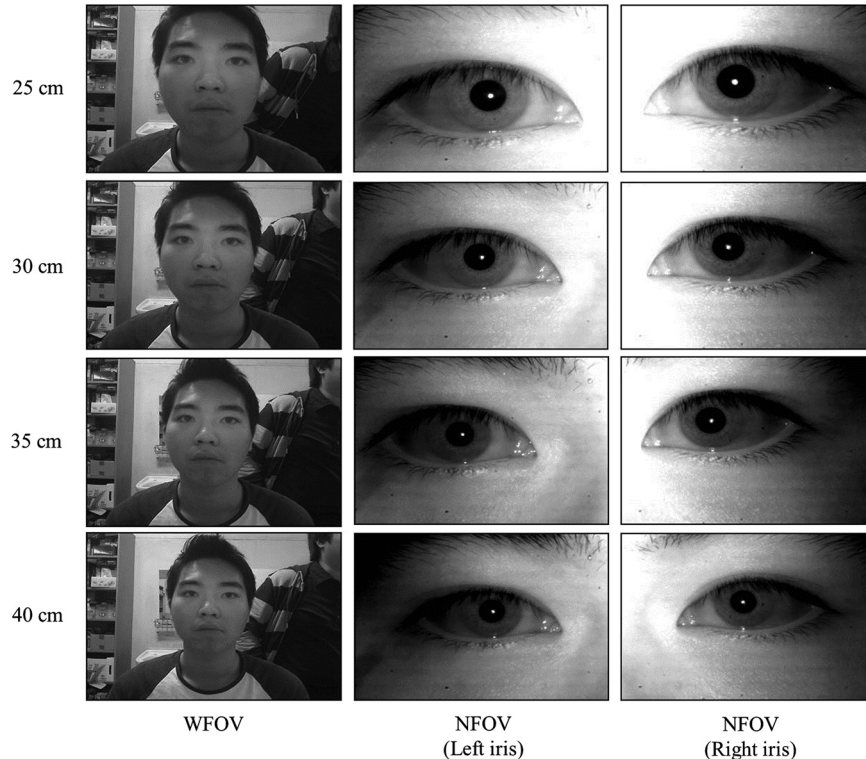 25 cm
30 cm
35 cm
40 cm
WFOV
NFOV
(Left iris)
NFOV
(Right iris)